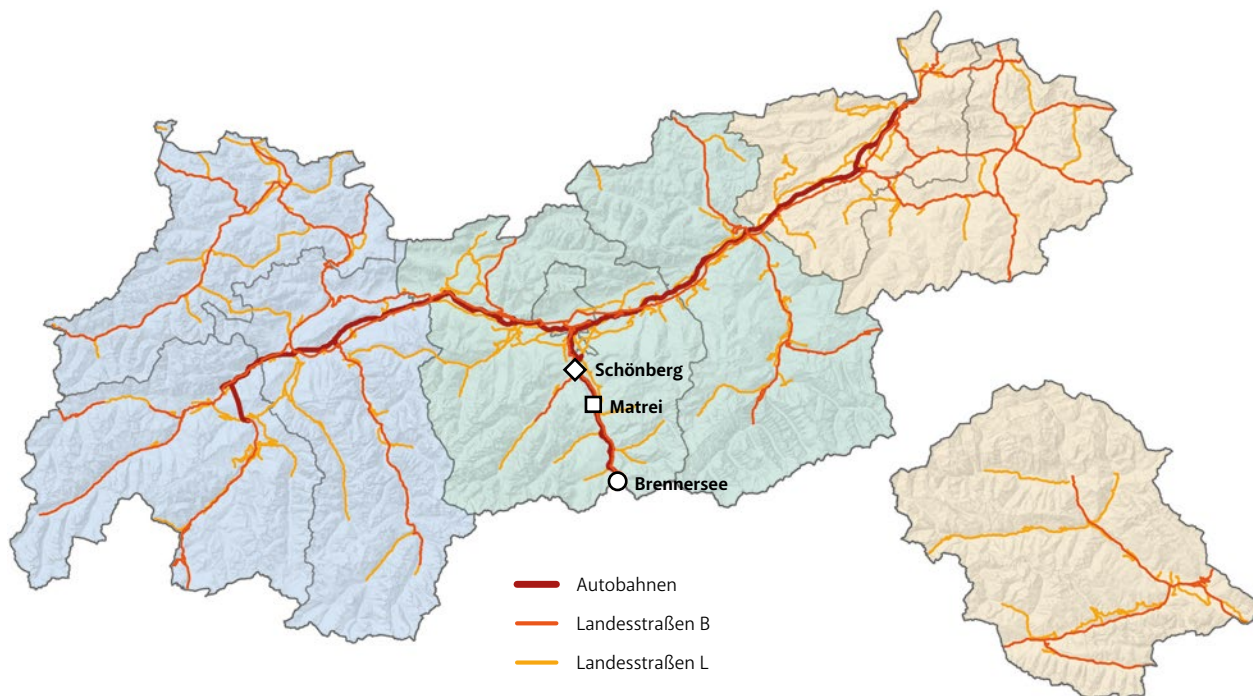 Schönberg
Matrei
Brennersee
Autobahnen
Landesstraßen B
Landesstraßen L